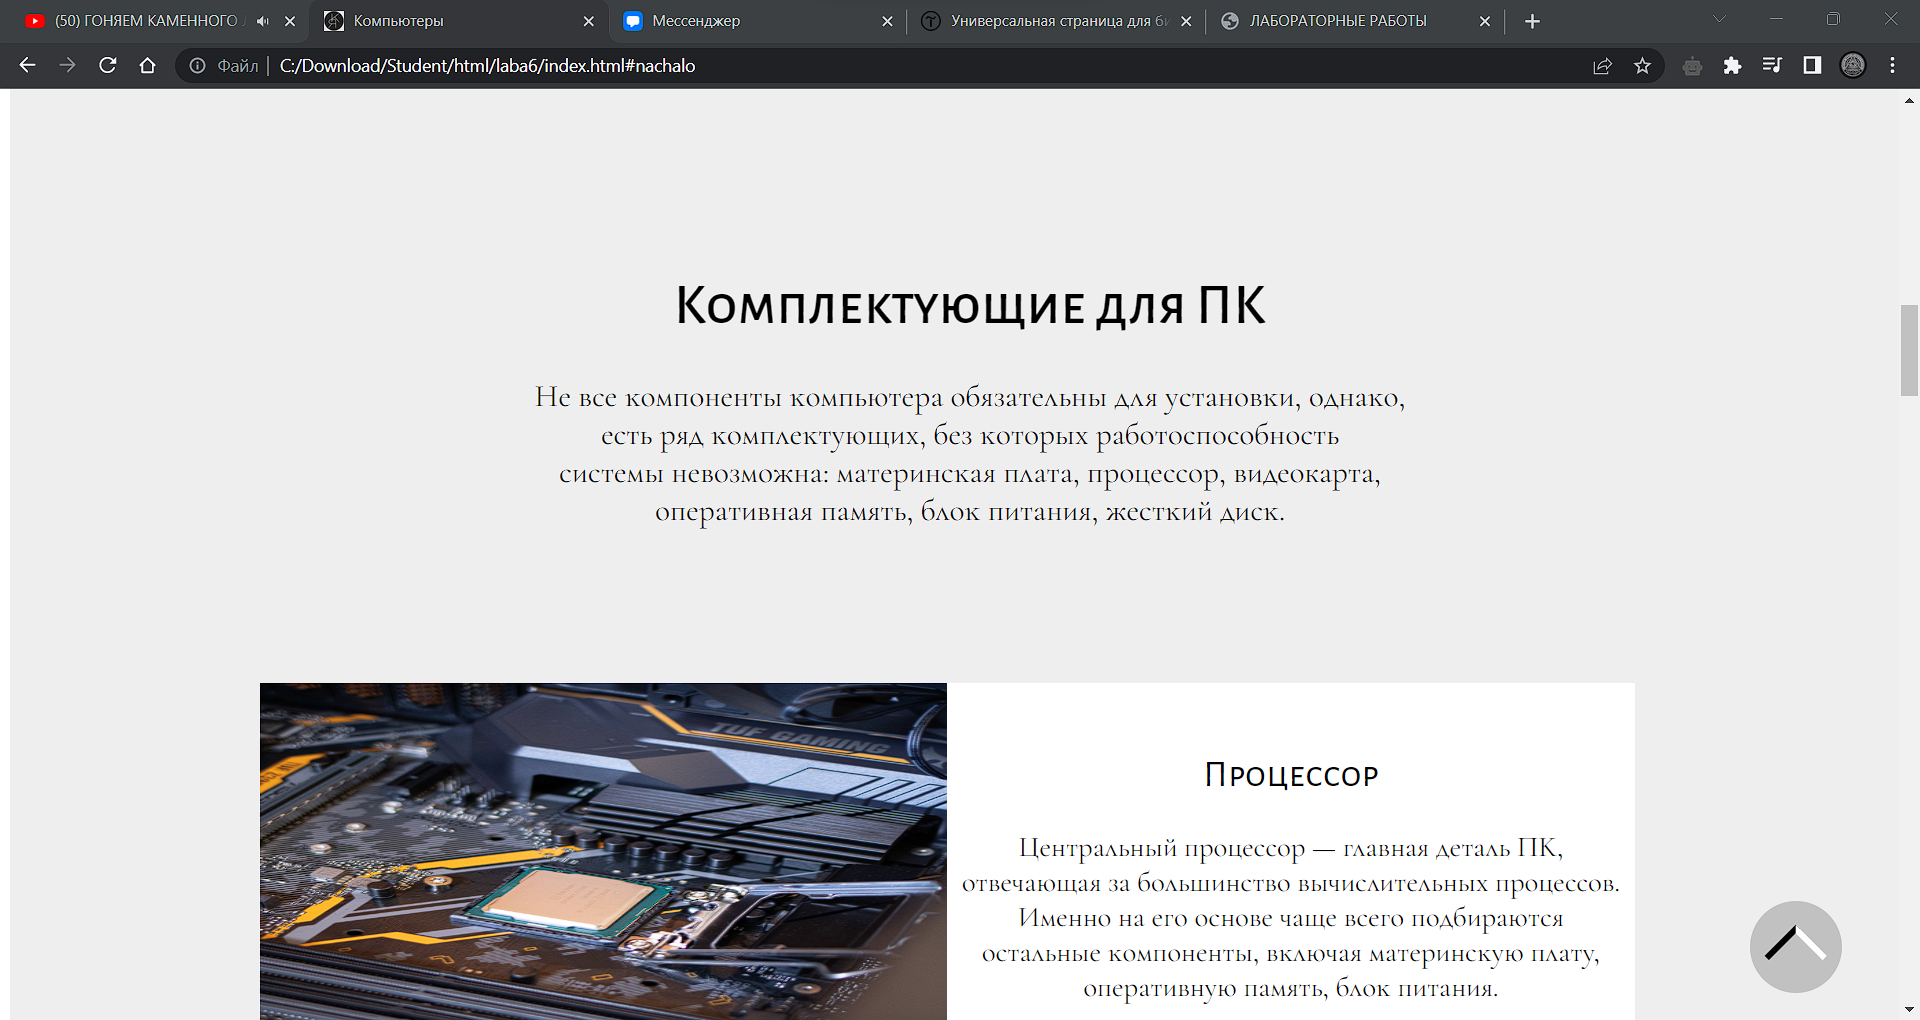 (50) ГОНЯЕМ КАМЕННОГО
Компьютеры
Мессенджер
Универсальная страница для
ЛАБОРАТОРНЫЕ РАБОТЫ
Файл | C:/Download/Student/html/laba6/index.html#nachalo
Комплектующие для ПК
Не все компоненты компьютера обязательны для установки, однако,
есть ряд комплектующих, без которых работоспособность
системы невозможна: материнская плата, процессор, видеокарта,
оперативная память, блок питания, жесткий диск.
TUF GAMING
Процессор
Центральный процессор — главная деталь ПК,
отвечающая за большинство вычислительных процессов.
Именно на его основе чаще всего подбираются
остальные компоненты, включая материнскую плату,
оперативную память, блок питания.